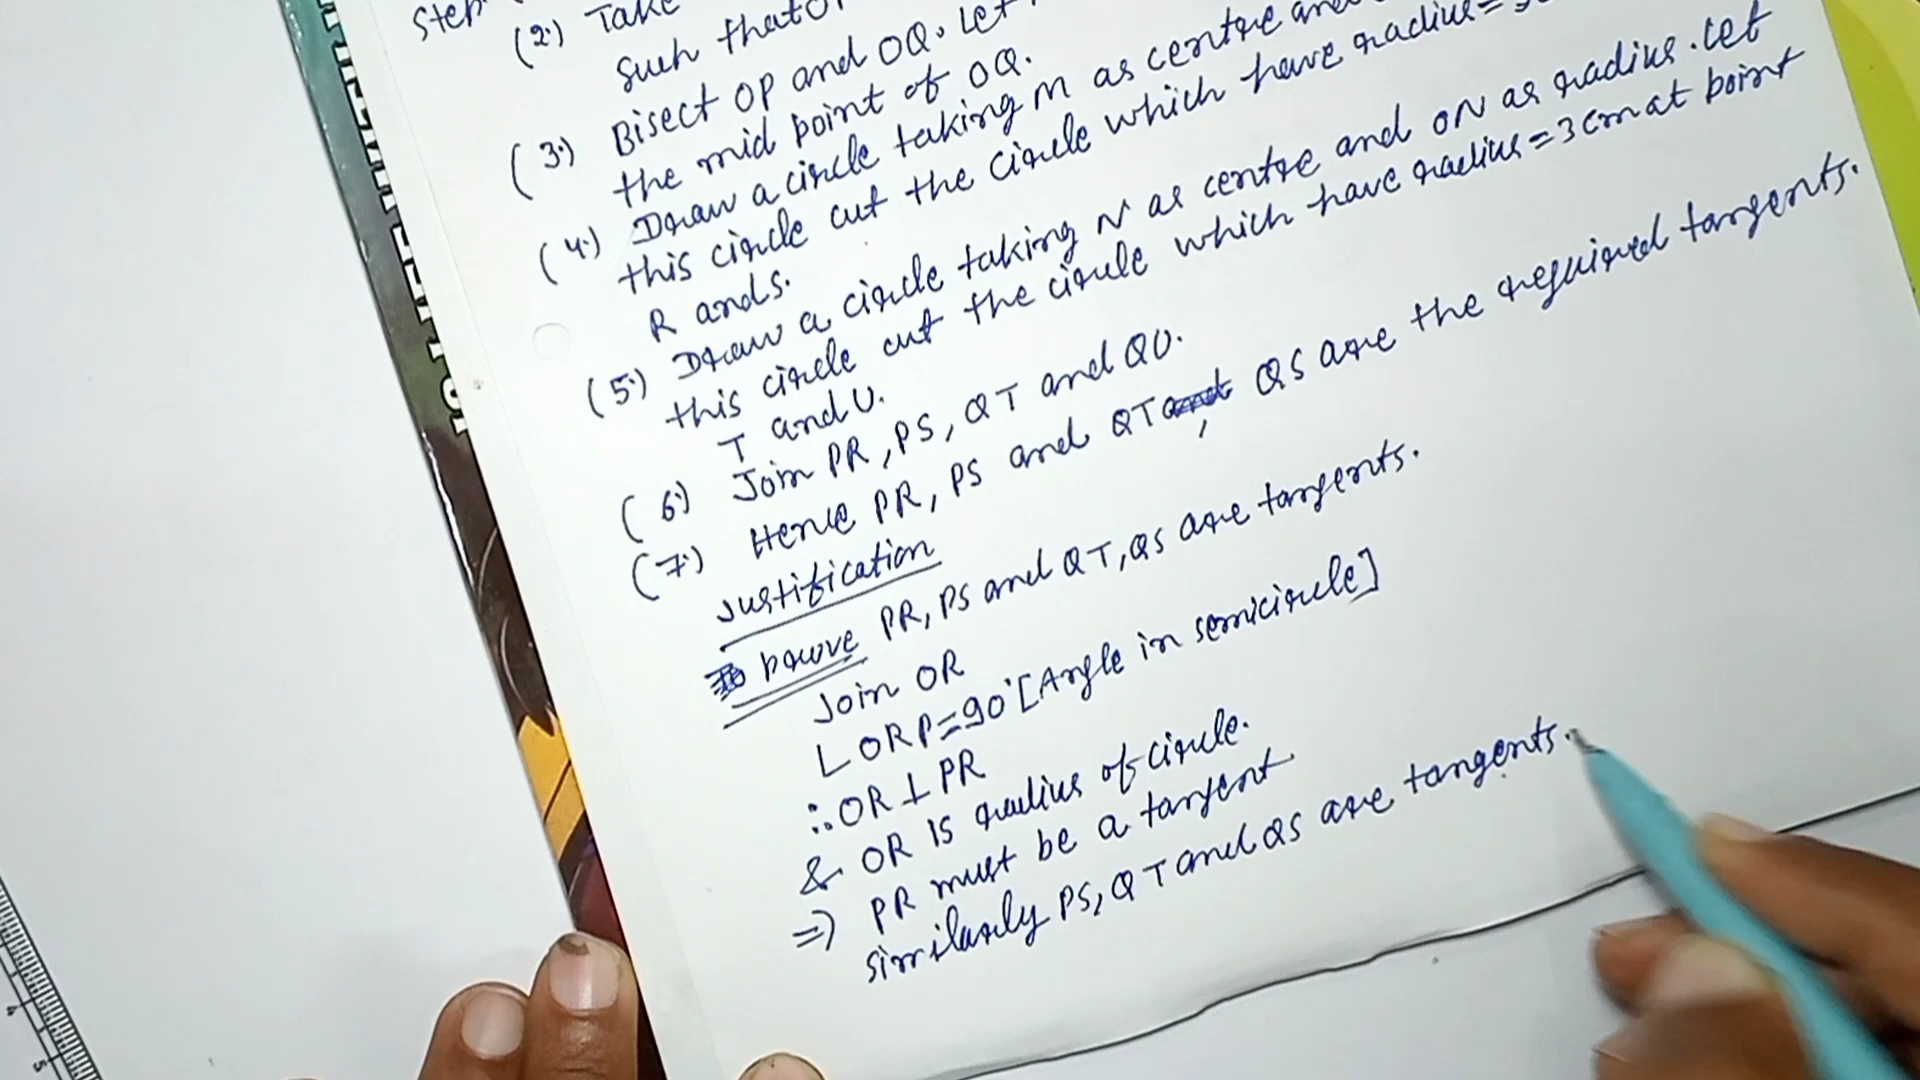 Step
(2.) Take
such that O
(3.) Bisect OP and OQ. Let
the mid point of OQ.
(4.) Draw a circle taking M as centre and
this circle cut the circle which have radius = 3
R and S.
(5.) Draw a circle taking N as centre and ON as radius. Let
this circle cut the circle which have radius = 3 cm at point
T and U.
(6.) Join PR, PS, QT and QU.
(7.) Hence PR, PS and QT, QS are the required tangents.
Justification
prove PR, PS and QT, QS are tangents.
Join OR
∠ORP = 90° [Angle in semicircle]
∴ OR ⊥ PR
& OR is radius of circle.
=) PR must be a tangent
similarly PS, QT and QS are tangents.